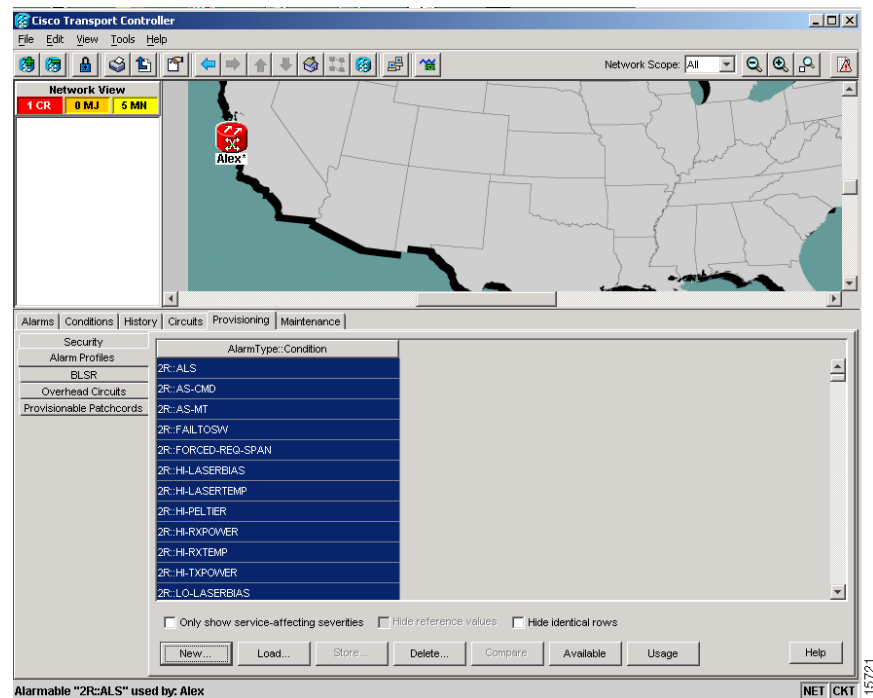 Cisco Transport Controller
File Edit View Tools Help
Network Scope: All
Network View
1 CR 0 MJ 5 MN
Alex*
Alarms Conditions History Circuits Provisioning Maintenance
Security
Alarm Profiles
BLSR
Overhead Circuits
Provisionable Patchcords
AlarmType::Condition
2R::ALS
2R::AS-CMD
2R::AS-MT
2R::FAILTOSW
2R::FORCED-REQ-SPAN
2R::HI-LASERBIAS
2R::HI-LASERTEMP
2R::HI-PELTIER
2R::HI-RXPOWER
2R::HI-RXTEMP
2R::HI-TXPOWER
2R::LO-LASERBIAS
Only show service-affecting severities Hide reference values Hide identical rows
New... Load... Store... Delete... Compare Available Usage Help
Alarmable "2R::ALS" used by: Alex NET CKT
15721